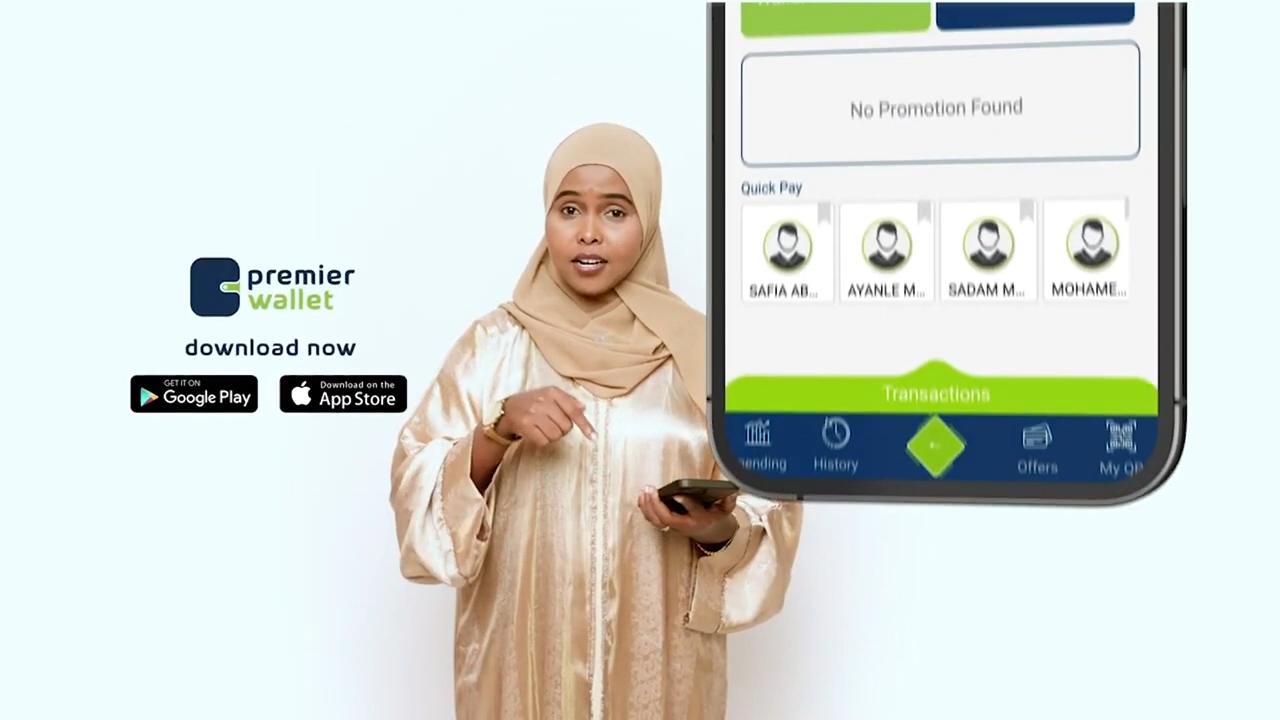 premier
wallet
download now
GET IT ON
Google Play
Download on the
App Store
No Promotion Found
Quick Pay
SAFIA AB...
AYANLE M...
SADAM M...
MOHAME...
Transactions
History
Offers